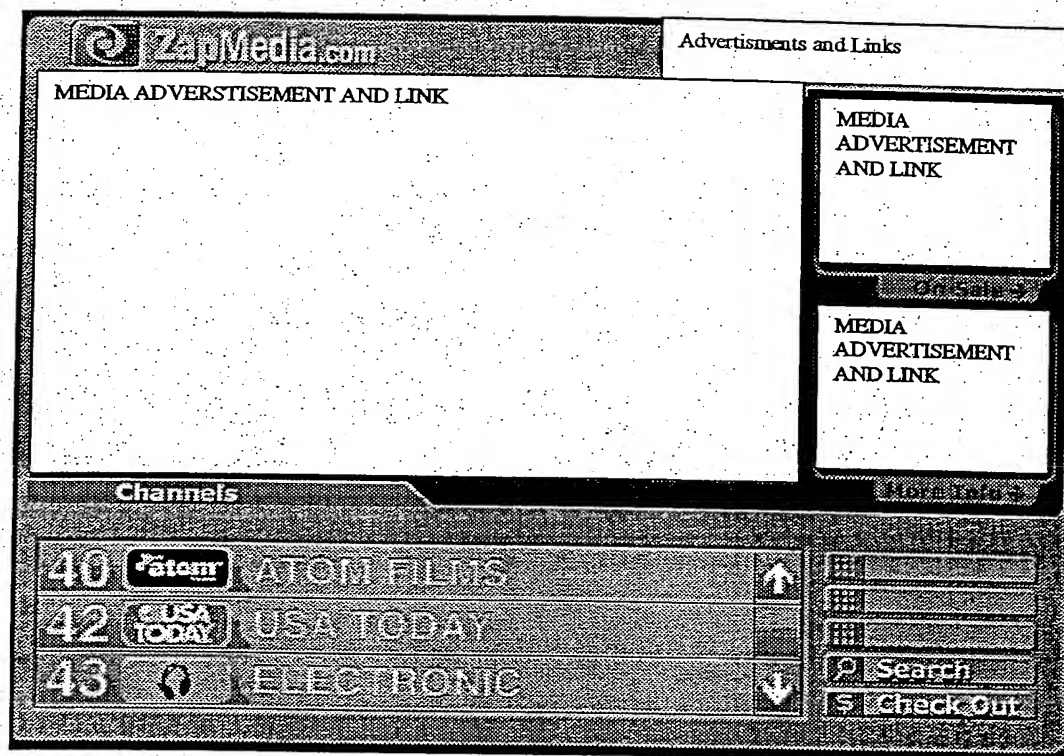 ZapMedia.com
Advertisments and Links
MEDIA ADVERSTISEMENT AND LINK
MEDIA
ADVERTISEMENT
AND LINK
On Sale
MEDIA
ADVERTISEMENT
AND LINK
More Info
Channels
40 atom ATOM FILMS
42 USA TODAY USA TODAY
43 ELECTRONIC
Search
$ Check Out